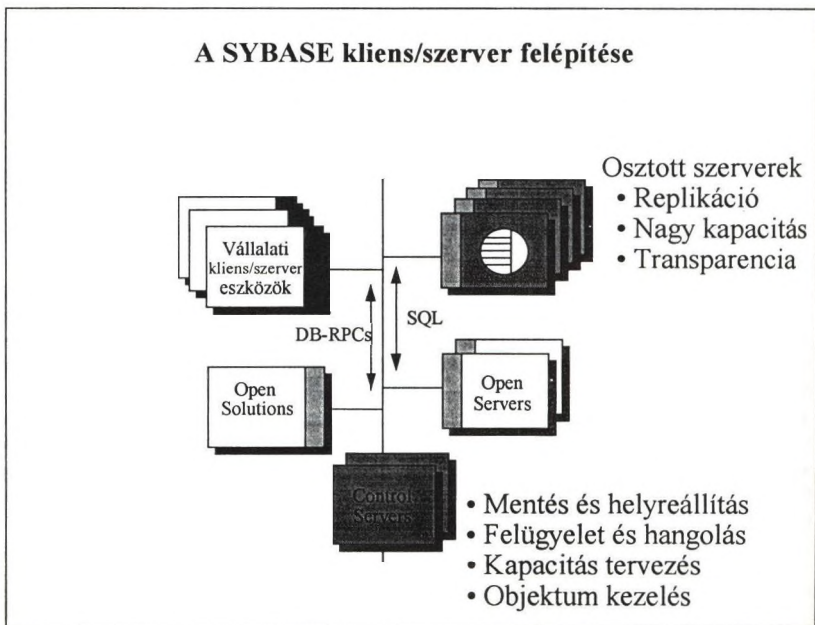 A SYBASE kliens/szerver felépítése
Osztott szerverek
• Replikáció
• Nagy kapacitás
• Transparencia
Vállalati
kliens/szerver
eszközök
DB-RPCs
SQL
Open
Solutions
Open
Servers
Control
Servers
• Mentés és helyreállítás
• Felügyelet és hangolás
• Kapacitás tervezés
• Objektum kezelés